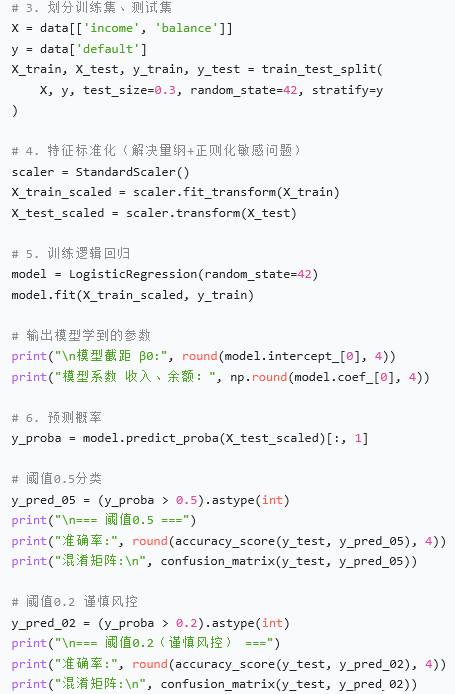 # 3. 划分训练集、测试集
X = data[['income', 'balance']]
y = data['default']
X_train, X_test, y_train, y_test = train_test_split(
    X, y, test_size=0.3, random_state=42, stratify=y
)
# 4. 特征标准化（解决量纲+正则化敏感问题）
scaler = StandardScaler()
X_train_scaled = scaler.fit_transform(X_train)
X_test_scaled = scaler.transform(X_test)
# 5. 训练逻辑回归
model = LogisticRegression(random_state=42)
model.fit(X_train_scaled, y_train)
# 输出模型学到的参数
print("\n模型截距 β0:", round(model.intercept_[0], 4))
print("模型系数 收入、余额：", np.round(model.coef_[0], 4))
# 6. 预测概率
y_proba = model.predict_proba(X_test_scaled)[:, 1]
# 阈值0.5分类
y_pred_05 = (y_proba > 0.5).astype(int)
print("\n=== 阈值0.5 ===")
print("准确率:", round(accuracy_score(y_test, y_pred_05), 4))
print("混淆矩阵:\n", confusion_matrix(y_test, y_pred_05))
# 阈值0.2 谨慎风控
y_pred_02 = (y_proba > 0.2).astype(int)
print("\n=== 阈值0.2（谨慎风控） ===")
print("准确率:", round(accuracy_score(y_test, y_pred_02), 4))
print("混淆矩阵:\n", confusion_matrix(y_test, y_pred_02))